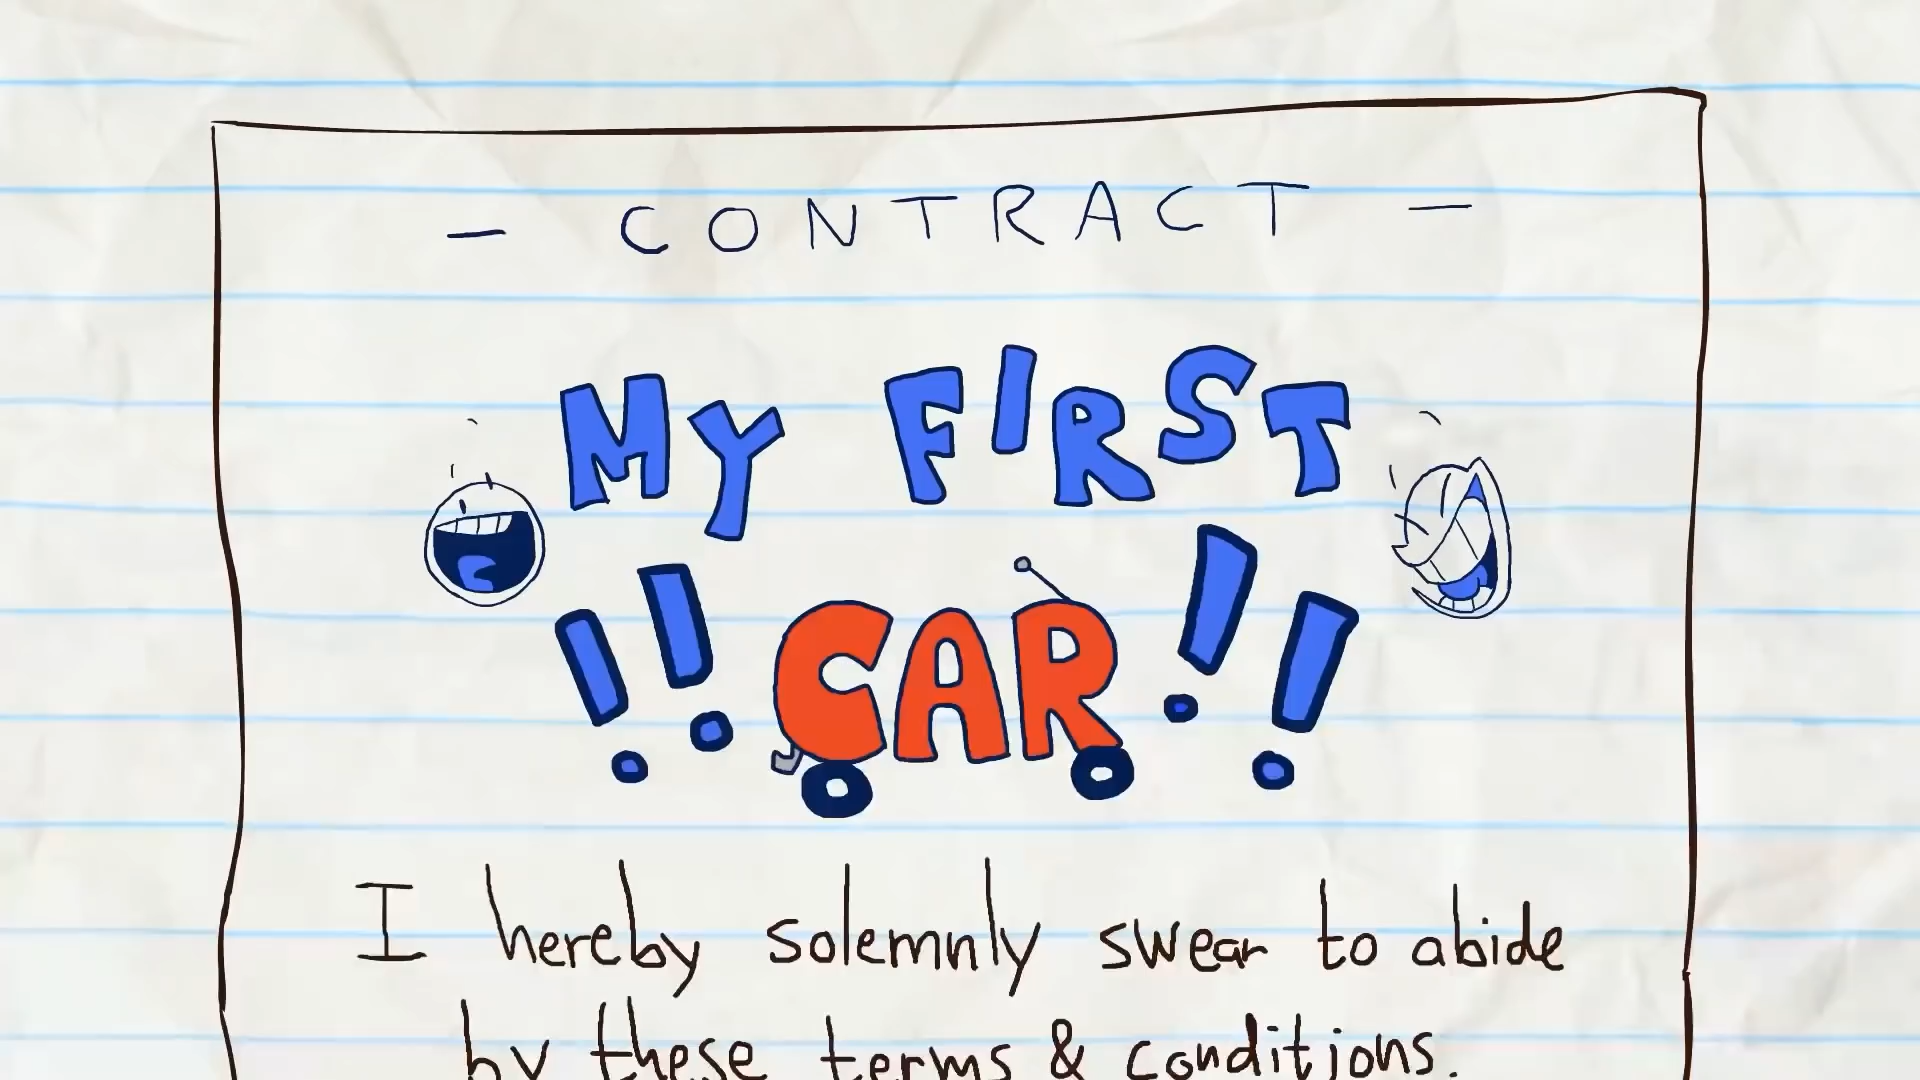 - CONTRACT -
MY FIRST
!! CAR !!
I hereby solemnly swear to abide
by these terms & conditions.